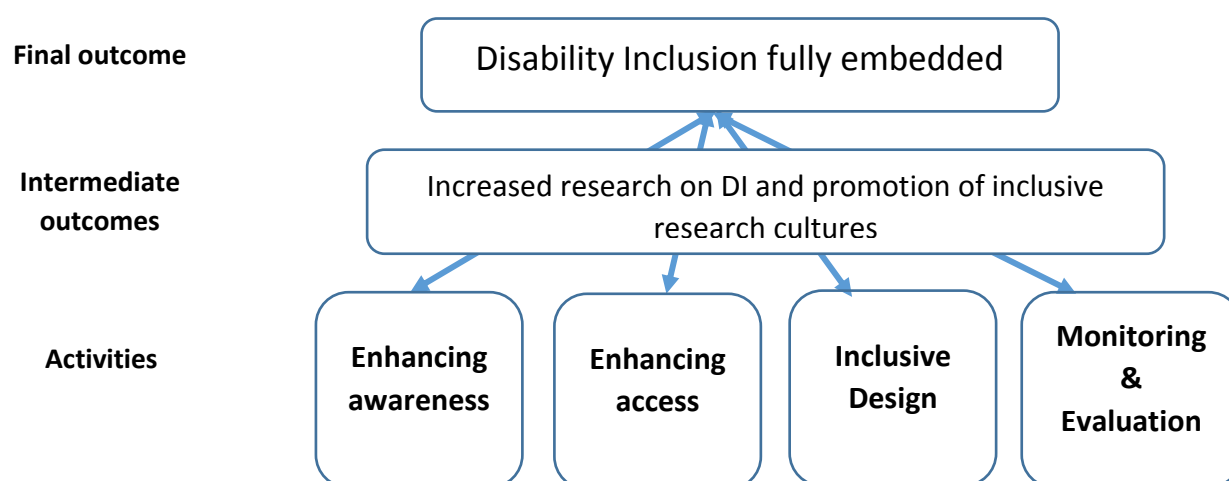 Final outcome
Disability Inclusion fully embedded
Intermediate
outcomes
Increased research on DI and promotion of inclusive
research cultures
Activities
Enhancing
awareness
Enhancing
access
Inclusive
Design
Monitoring
&
Evaluation